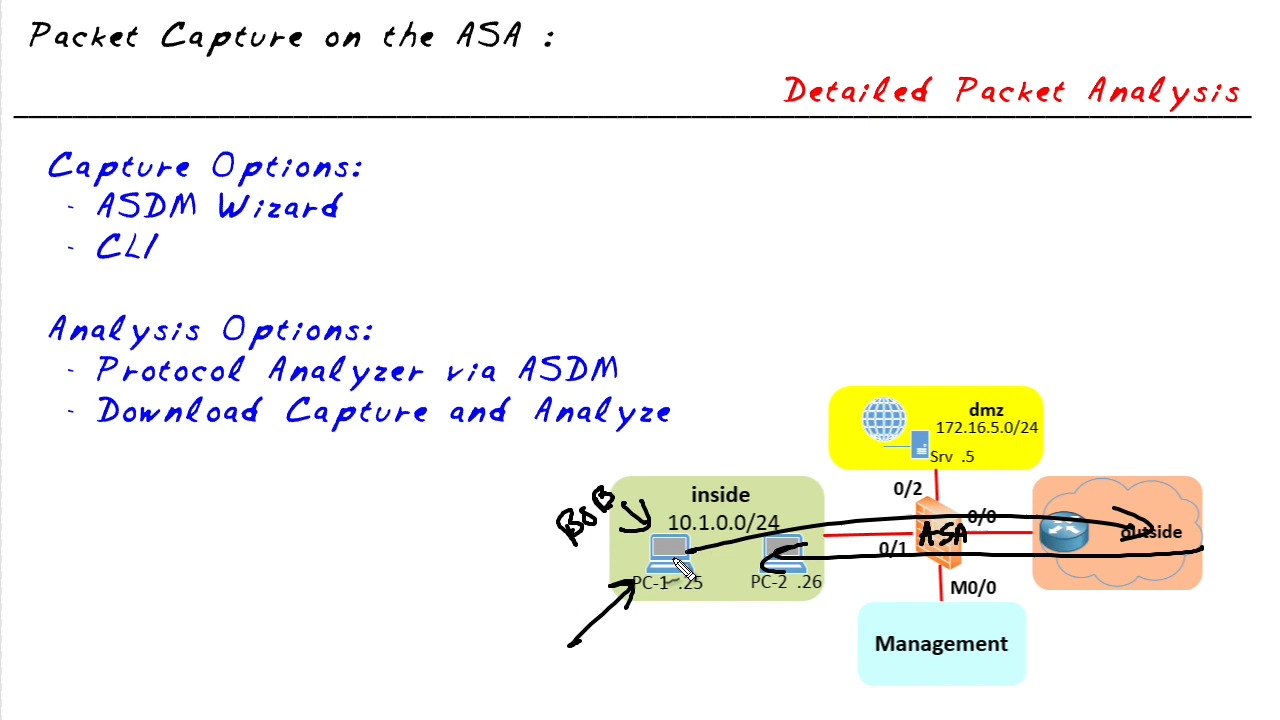 Packet Capture on the ASA :
Detailed Packet Analysis
Capture Options:
- ASDM Wizard
- CLI
Analysis Options:
- Protocol Analyzer via ASDM
- Download Capture and Analyze
dmz
172.16.5.0/24
Srv .5
0/2
inside
10.1.0.0/24
BOB
PC-1 .25
PC-2 .26
0/1
ASA
0/0
outside
M0/0
Management